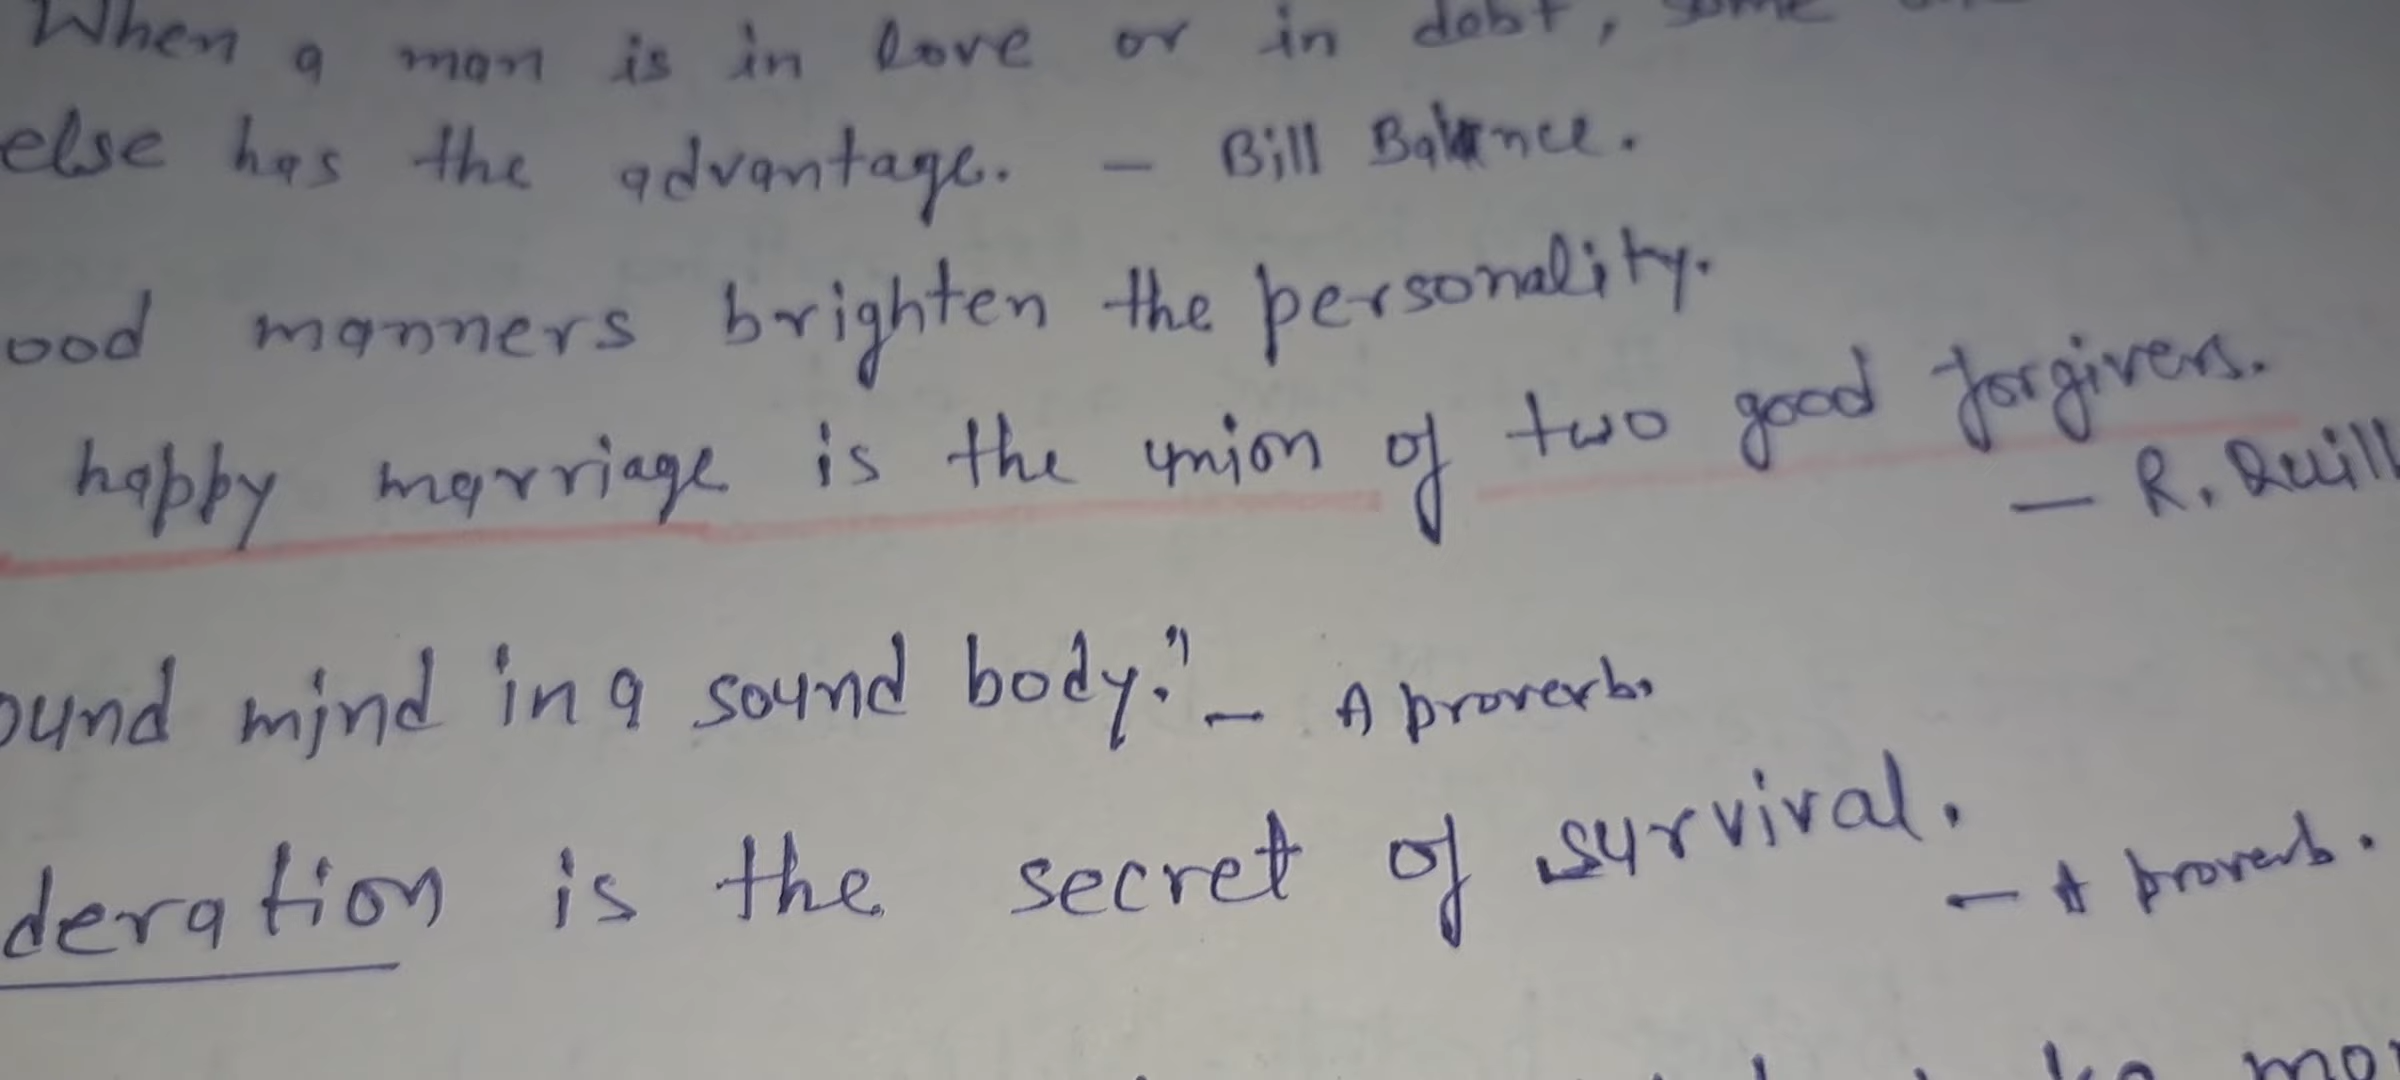 When a man is in love or in debt, some
else has the advantage. - Bill Balance.
ood manners brighten the personality.
happy marriage is the union of two good forgivers.
- R. Quill
ound mind in a sound body." - A proverb.
deration is the secret of survival.
- A proverb.